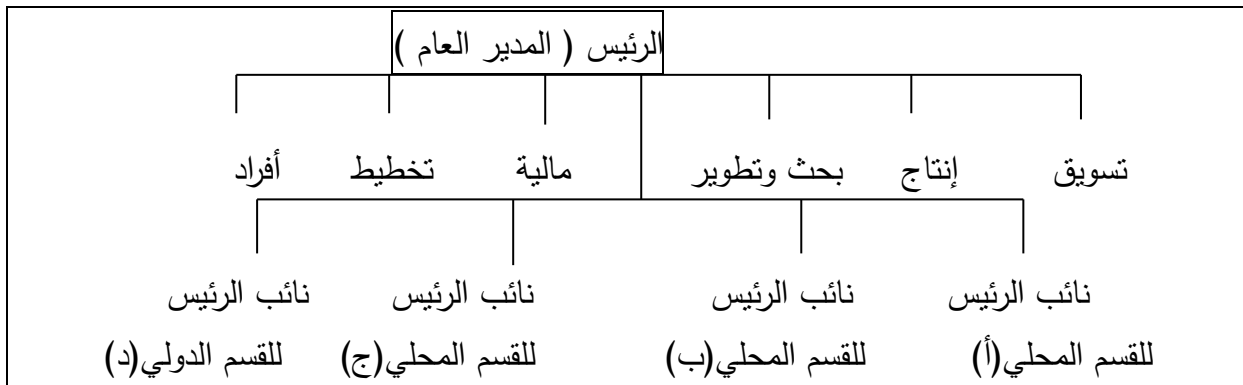 الرئيس ( المدير العام )
تسويق إنتاج بحث وتطوير مالية تخطيط أفراد
نائب الرئيس نائب الرئيس نائب الرئيس نائب الرئيس
للقسم المحلي(أ) للقسم المحلي(ب) للقسم المحلي(ج) للقسم الدولي(د)